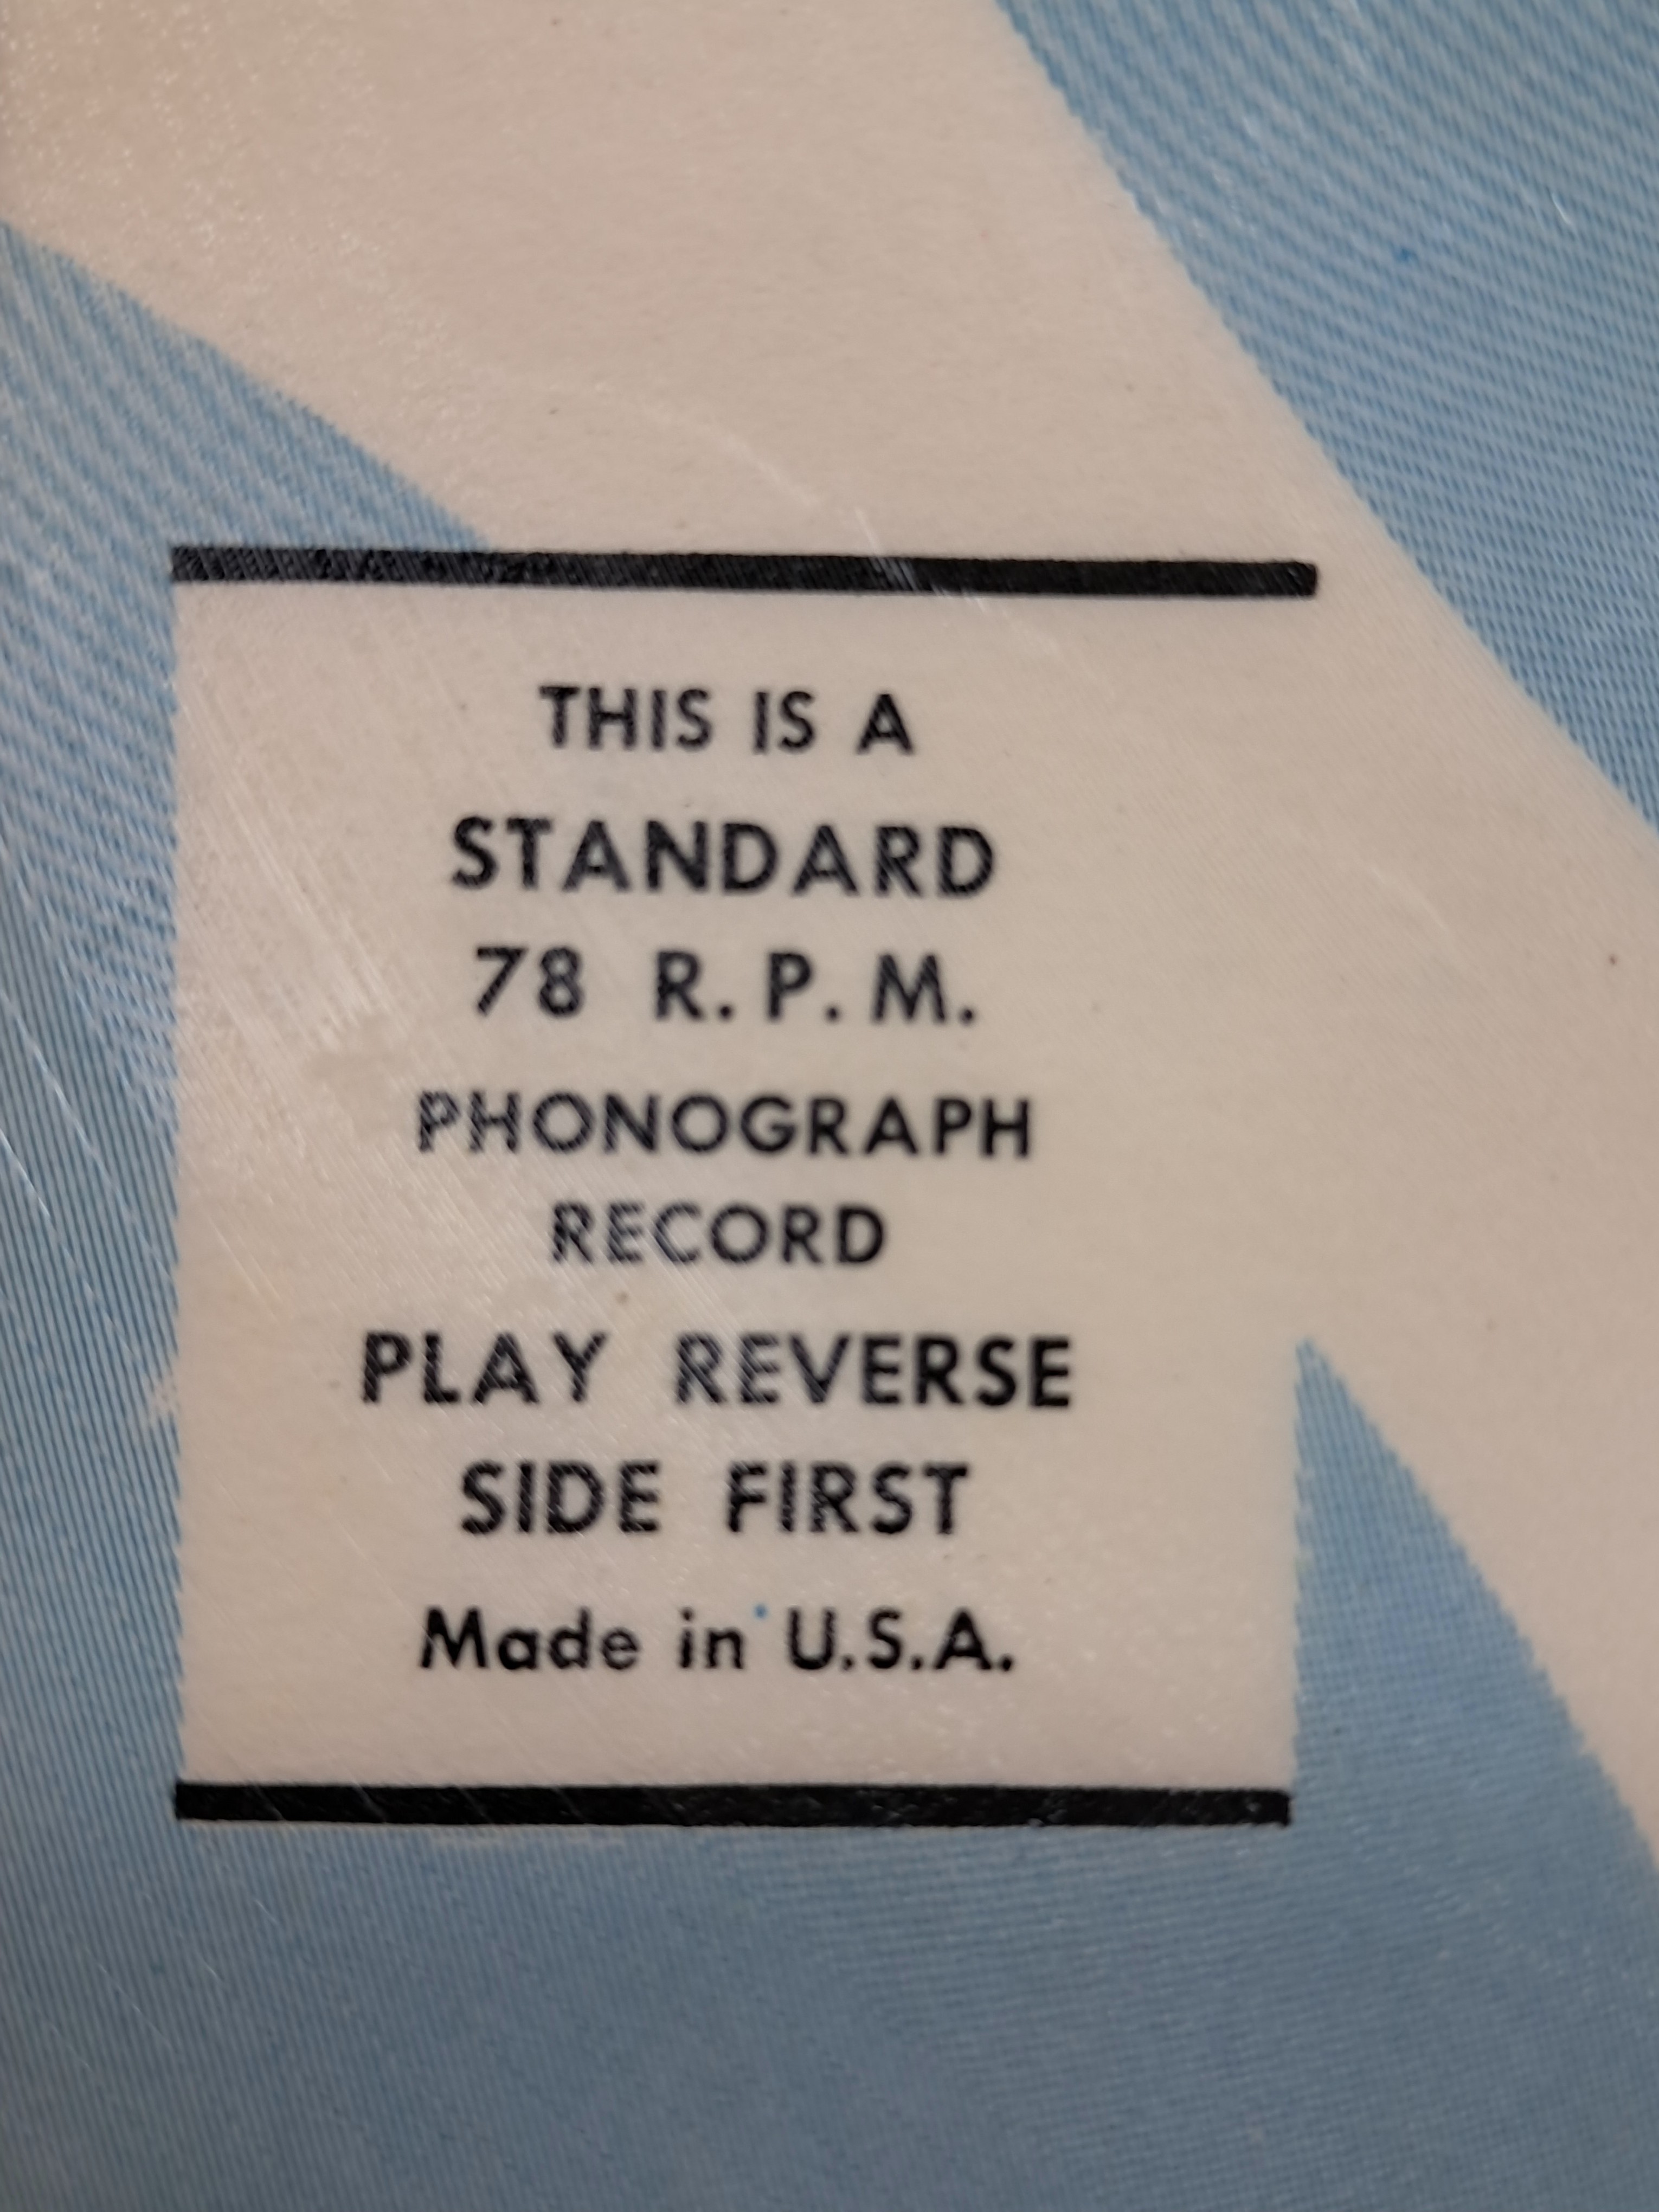 THIS IS A
STANDARD
78 R.P.M.
PHONOGRAPH
RECORD
PLAY REVERSE
SIDE FIRST
Made in U.S.A.